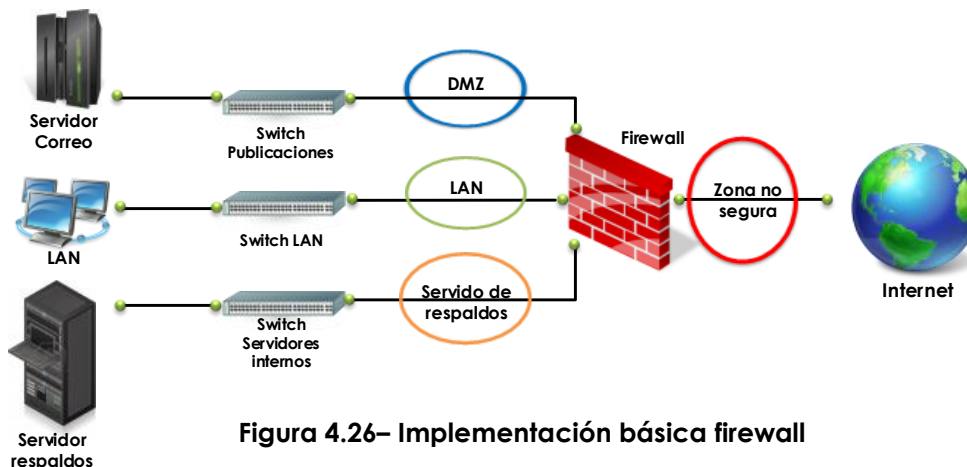 DMZ
Servidor
Correo
Switch
Publicaciones
Firewall
LAN
Zona no
segura
LAN
Switch LAN
Servido de
respaldos
Internet
Switch
Servidores
internos
Servidor
respaldos
Figura 4.26– Implementación básica firewall